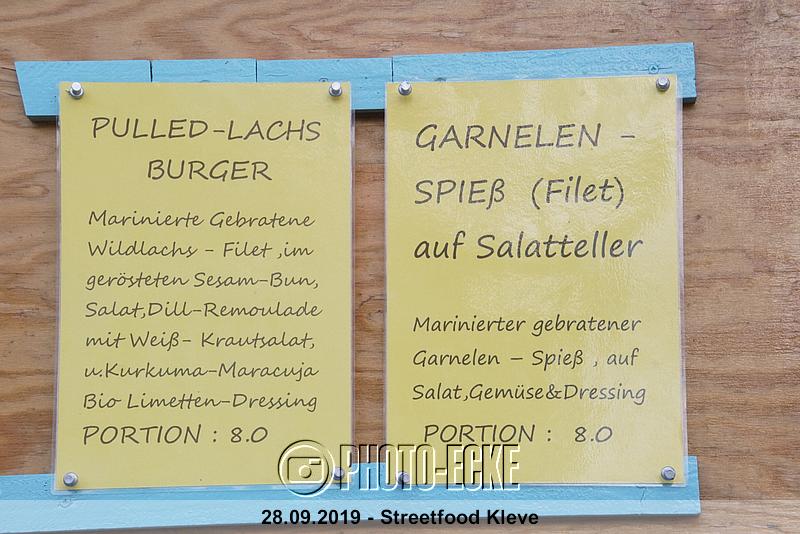 PULLED-LACHS
BURGER
Marinierte Gebratene
Wildlachs - Filet ,im
gerösteten Sesam-Bun,
Salat,Dill-Remoulade
mit Weiß- Krautsalat,
u.Kurkuma-Maracuja
Bio Limetten-Dressing
PORTION : 8.0
GARNELEN -
SPIEß (Filet)
auf Salatteller
Marinierter gebratener
Garnelen - Spieß , auf
Salat,Gemüse&Dressing
PORTION : 8.0
PHOTO-ECKE
28.09.2019 - Streetfood Kleve